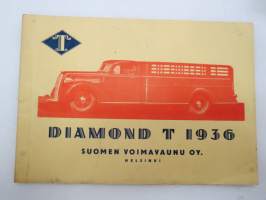 T
DIAMOND T 1936
SUOMEN VOIMAVAUNU OY.
HELSINKI